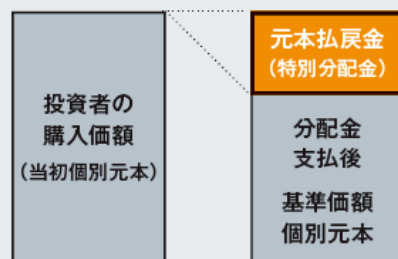 投資者の
購入価額
（当初個別元本）
元本払戻金
（特別分配金）
分配金
支払後
基準価額
個別元本